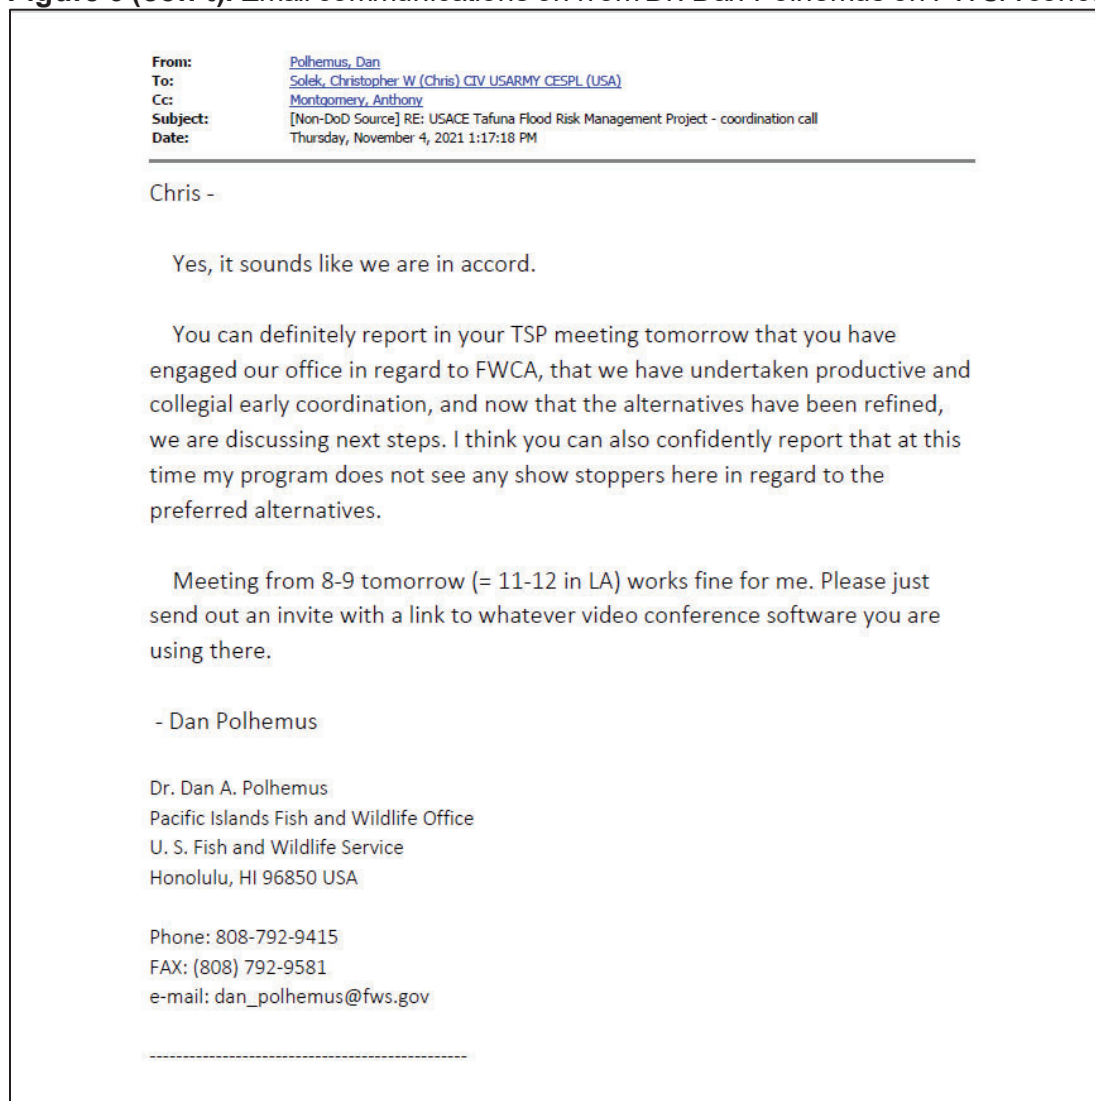 From: Polhemus, Dan
To: Solek, Christopher W (Chris) CIV USARMY CESPL (USA)
Cc: Montgomery, Anthony
Subject: [Non-DoD Source] RE: USACE Tafuna Flood Risk Management Project - coordination call
Date: Thursday, November 4, 2021 1:17:18 PM
Chris -
Yes, it sounds like we are in accord.
You can definitely report in your TSP meeting tomorrow that you have
engaged our office in regard to FWCA, that we have undertaken productive and
collegial early coordination, and now that the alternatives have been refined,
we are discussing next steps. I think you can also confidently report that at this
time my program does not see any show stoppers here in regard to the
preferred alternatives.
Meeting from 8-9 tomorrow (= 11-12 in LA) works fine for me. Please just
send out an invite with a link to whatever video conference software you are
using there.
- Dan Polhemus
Dr. Dan A. Polhemus
Pacific Islands Fish and Wildlife Office
U. S. Fish and Wildlife Service
Honolulu, HI 96850 USA
Phone: 808-792-9415
FAX: (808) 792-9581
e-mail: dan_polhemus@fws.gov
------------------------------------------------